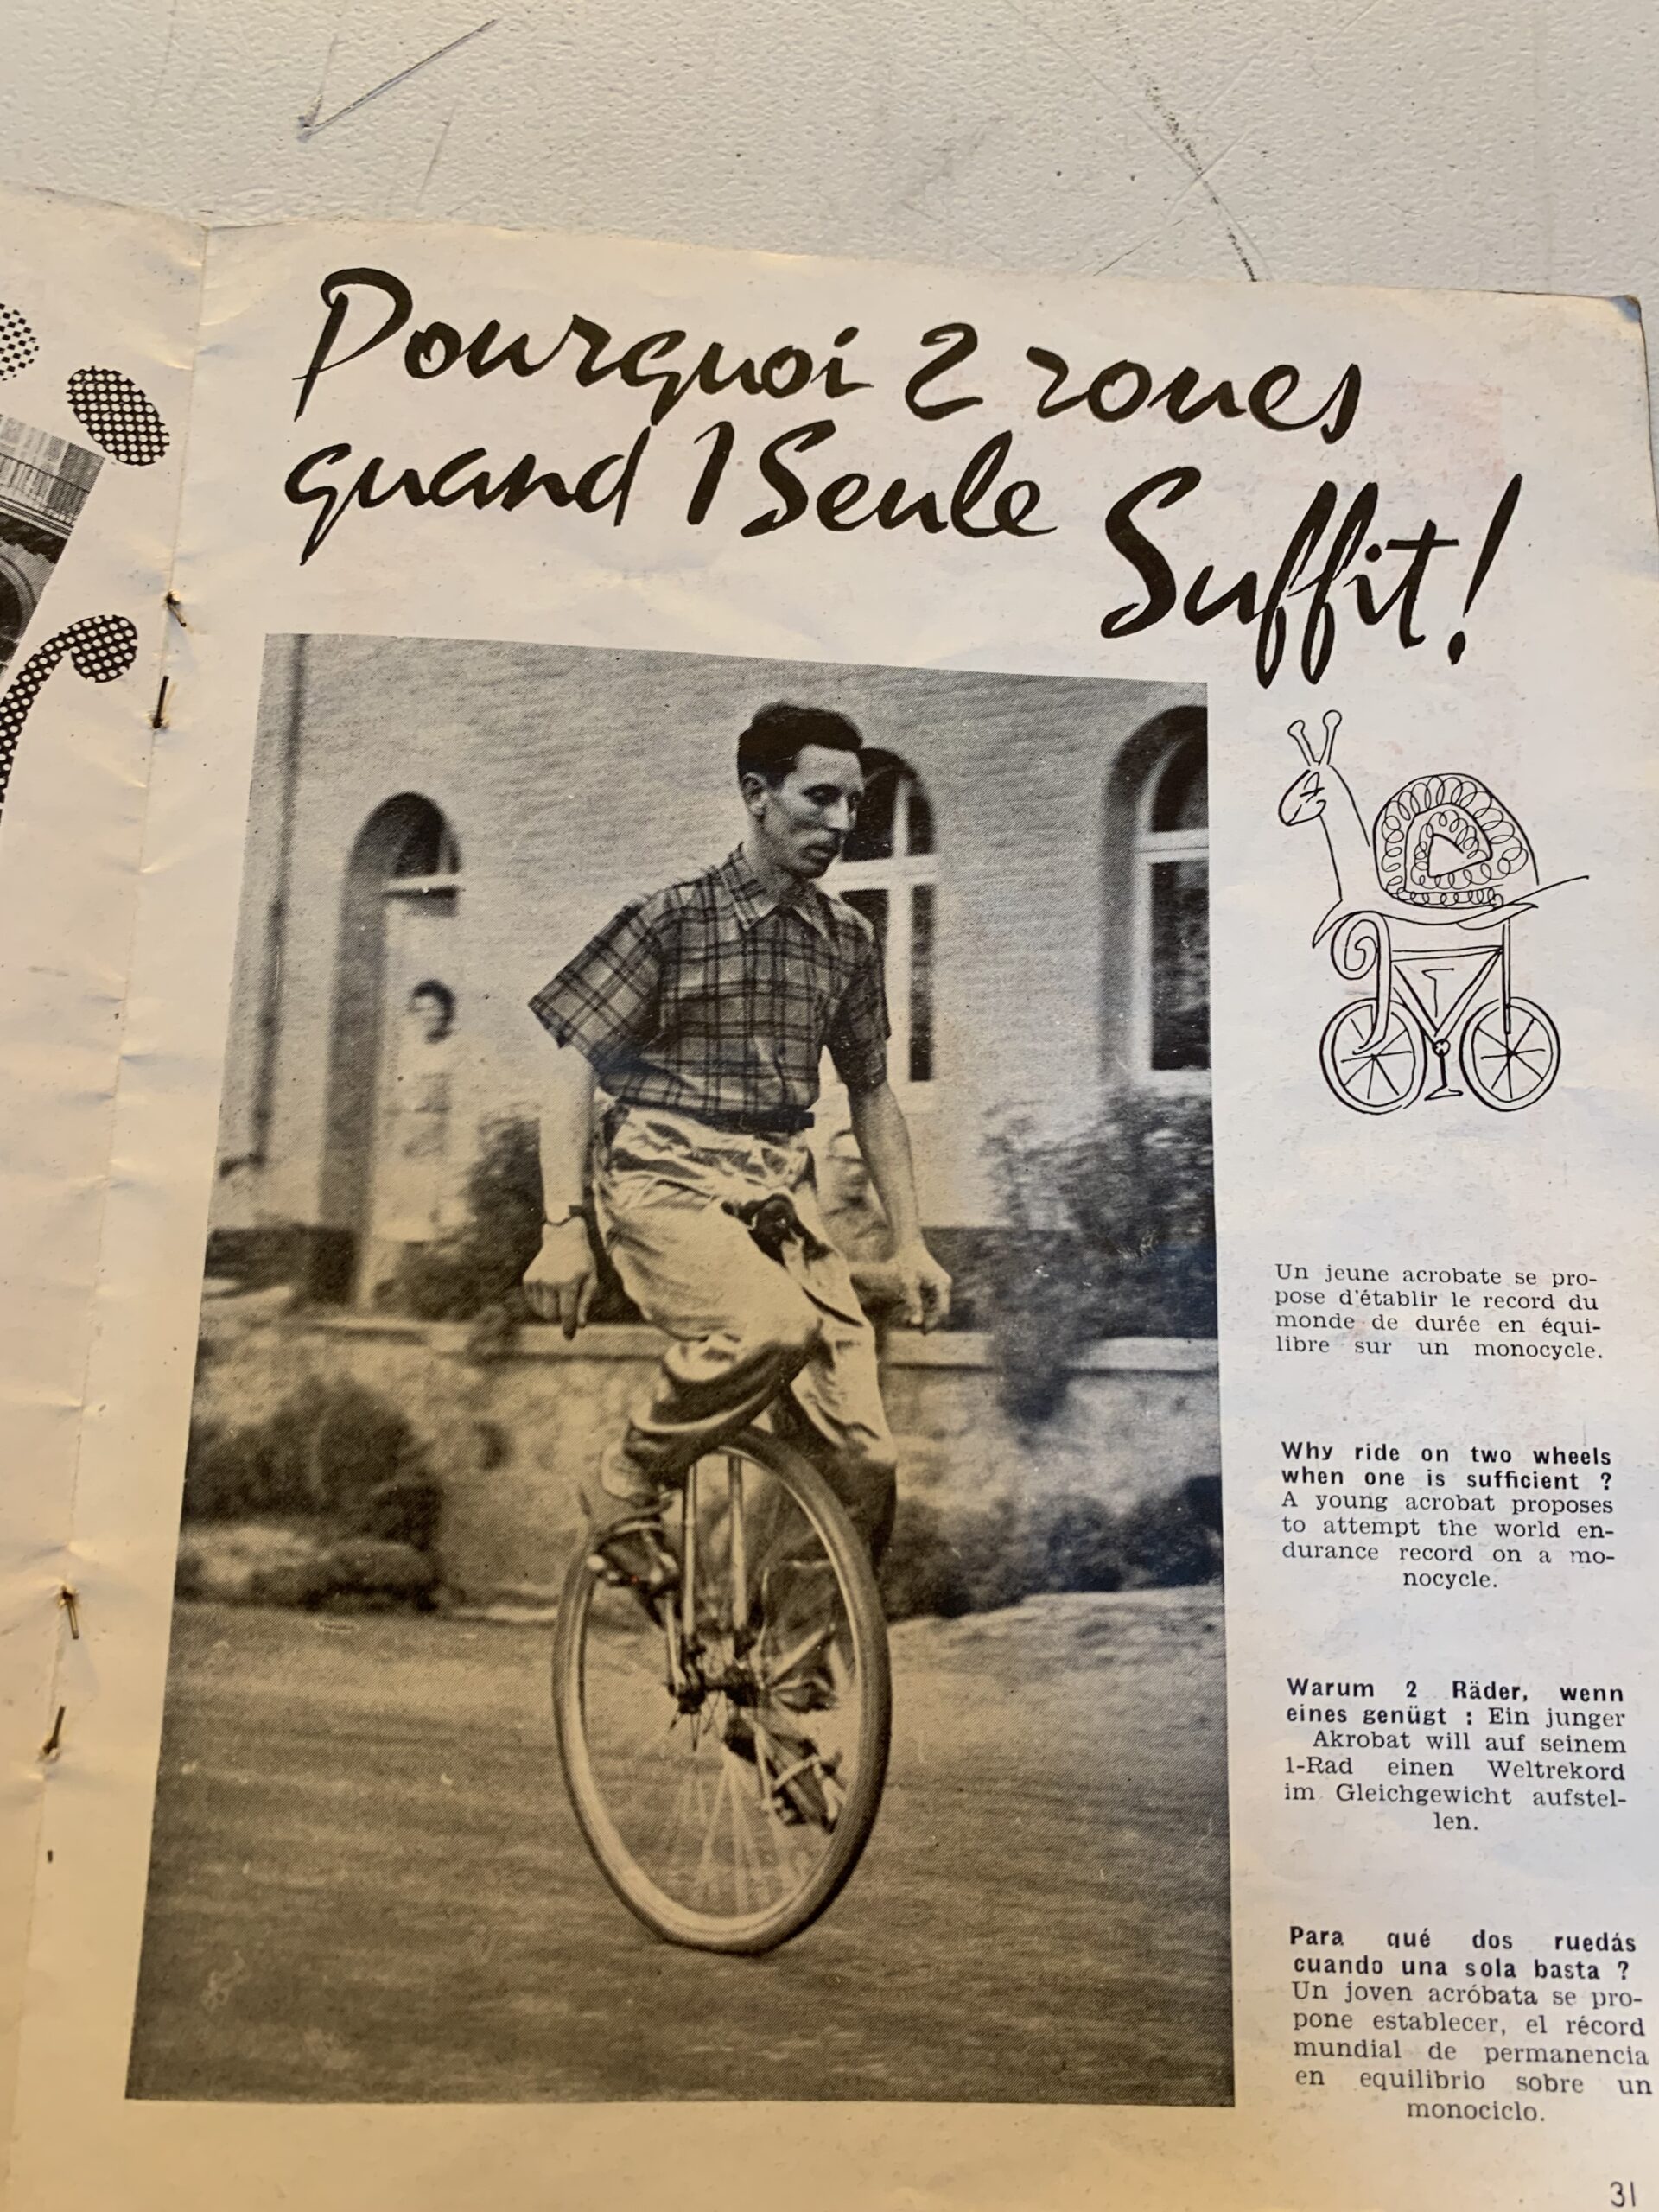 Pourquoi 2 roues
quand 1 Seule
Suffit!
Un jeune acrobate se pro-
pose d'établir le record du
monde de durée en équi-
libre sur un monocycle.
Why ride on two wheels
when one is sufficient ?
A young acrobat proposes
to attempt the world en-
durance record on a mo-
nocycle.
Warum 2 Räder, wenn
eines genügt : Ein junger
Akrobat will auf seinem
1-Rad einen Weltrekord
im Gleichgewicht aufstel-
len.
Para qué dos ruedás
cuando una sola basta ?
Un joven acróbata se pro-
pone establecer, el récord
mundial de permanencia
en equilibrio sobre un
monociclo.
31